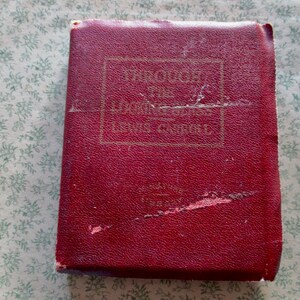 THROUGH
THE
LOOKING GLASS
LEWIS CARROLL